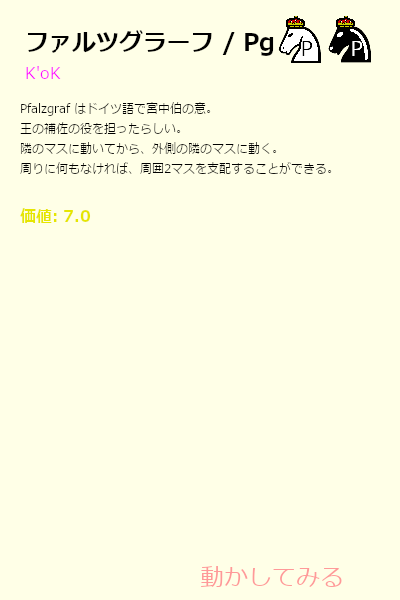 ファルツグラーフ / Pg
K'oK
Pfalzgraf はドイツ語で宮中伯の意。
王の補佐の役を担ったらしい。
隣のマスに動いてから、外側の隣のマスに動く。
周りに何もなければ、周囲2マスを支配することができる。
価値: 7.0
動かしてみる